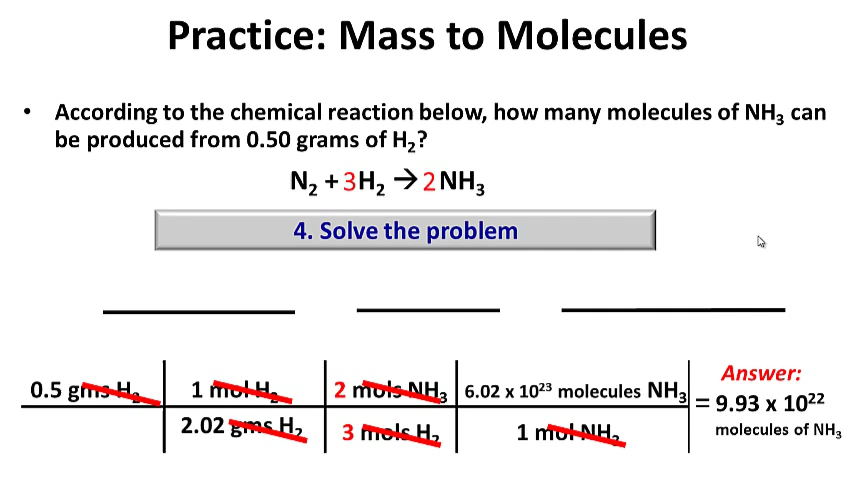 Practice: Mass to Molecules
• According to the chemical reaction below, how many molecules of NH₃ can
be produced from 0.50 grams of H₂?
N₂ + 3H₂ → 2NH₃
4. Solve the problem
0.5 gms H₂ 1 mol H₂ 2 mols NH₃ 6.02 x 10²³ molecules NH₃
2.02 gms H₂ 3 mols H₂ 1 mol NH₃
Answer:
= 9.93 x 10²²
molecules of NH₃